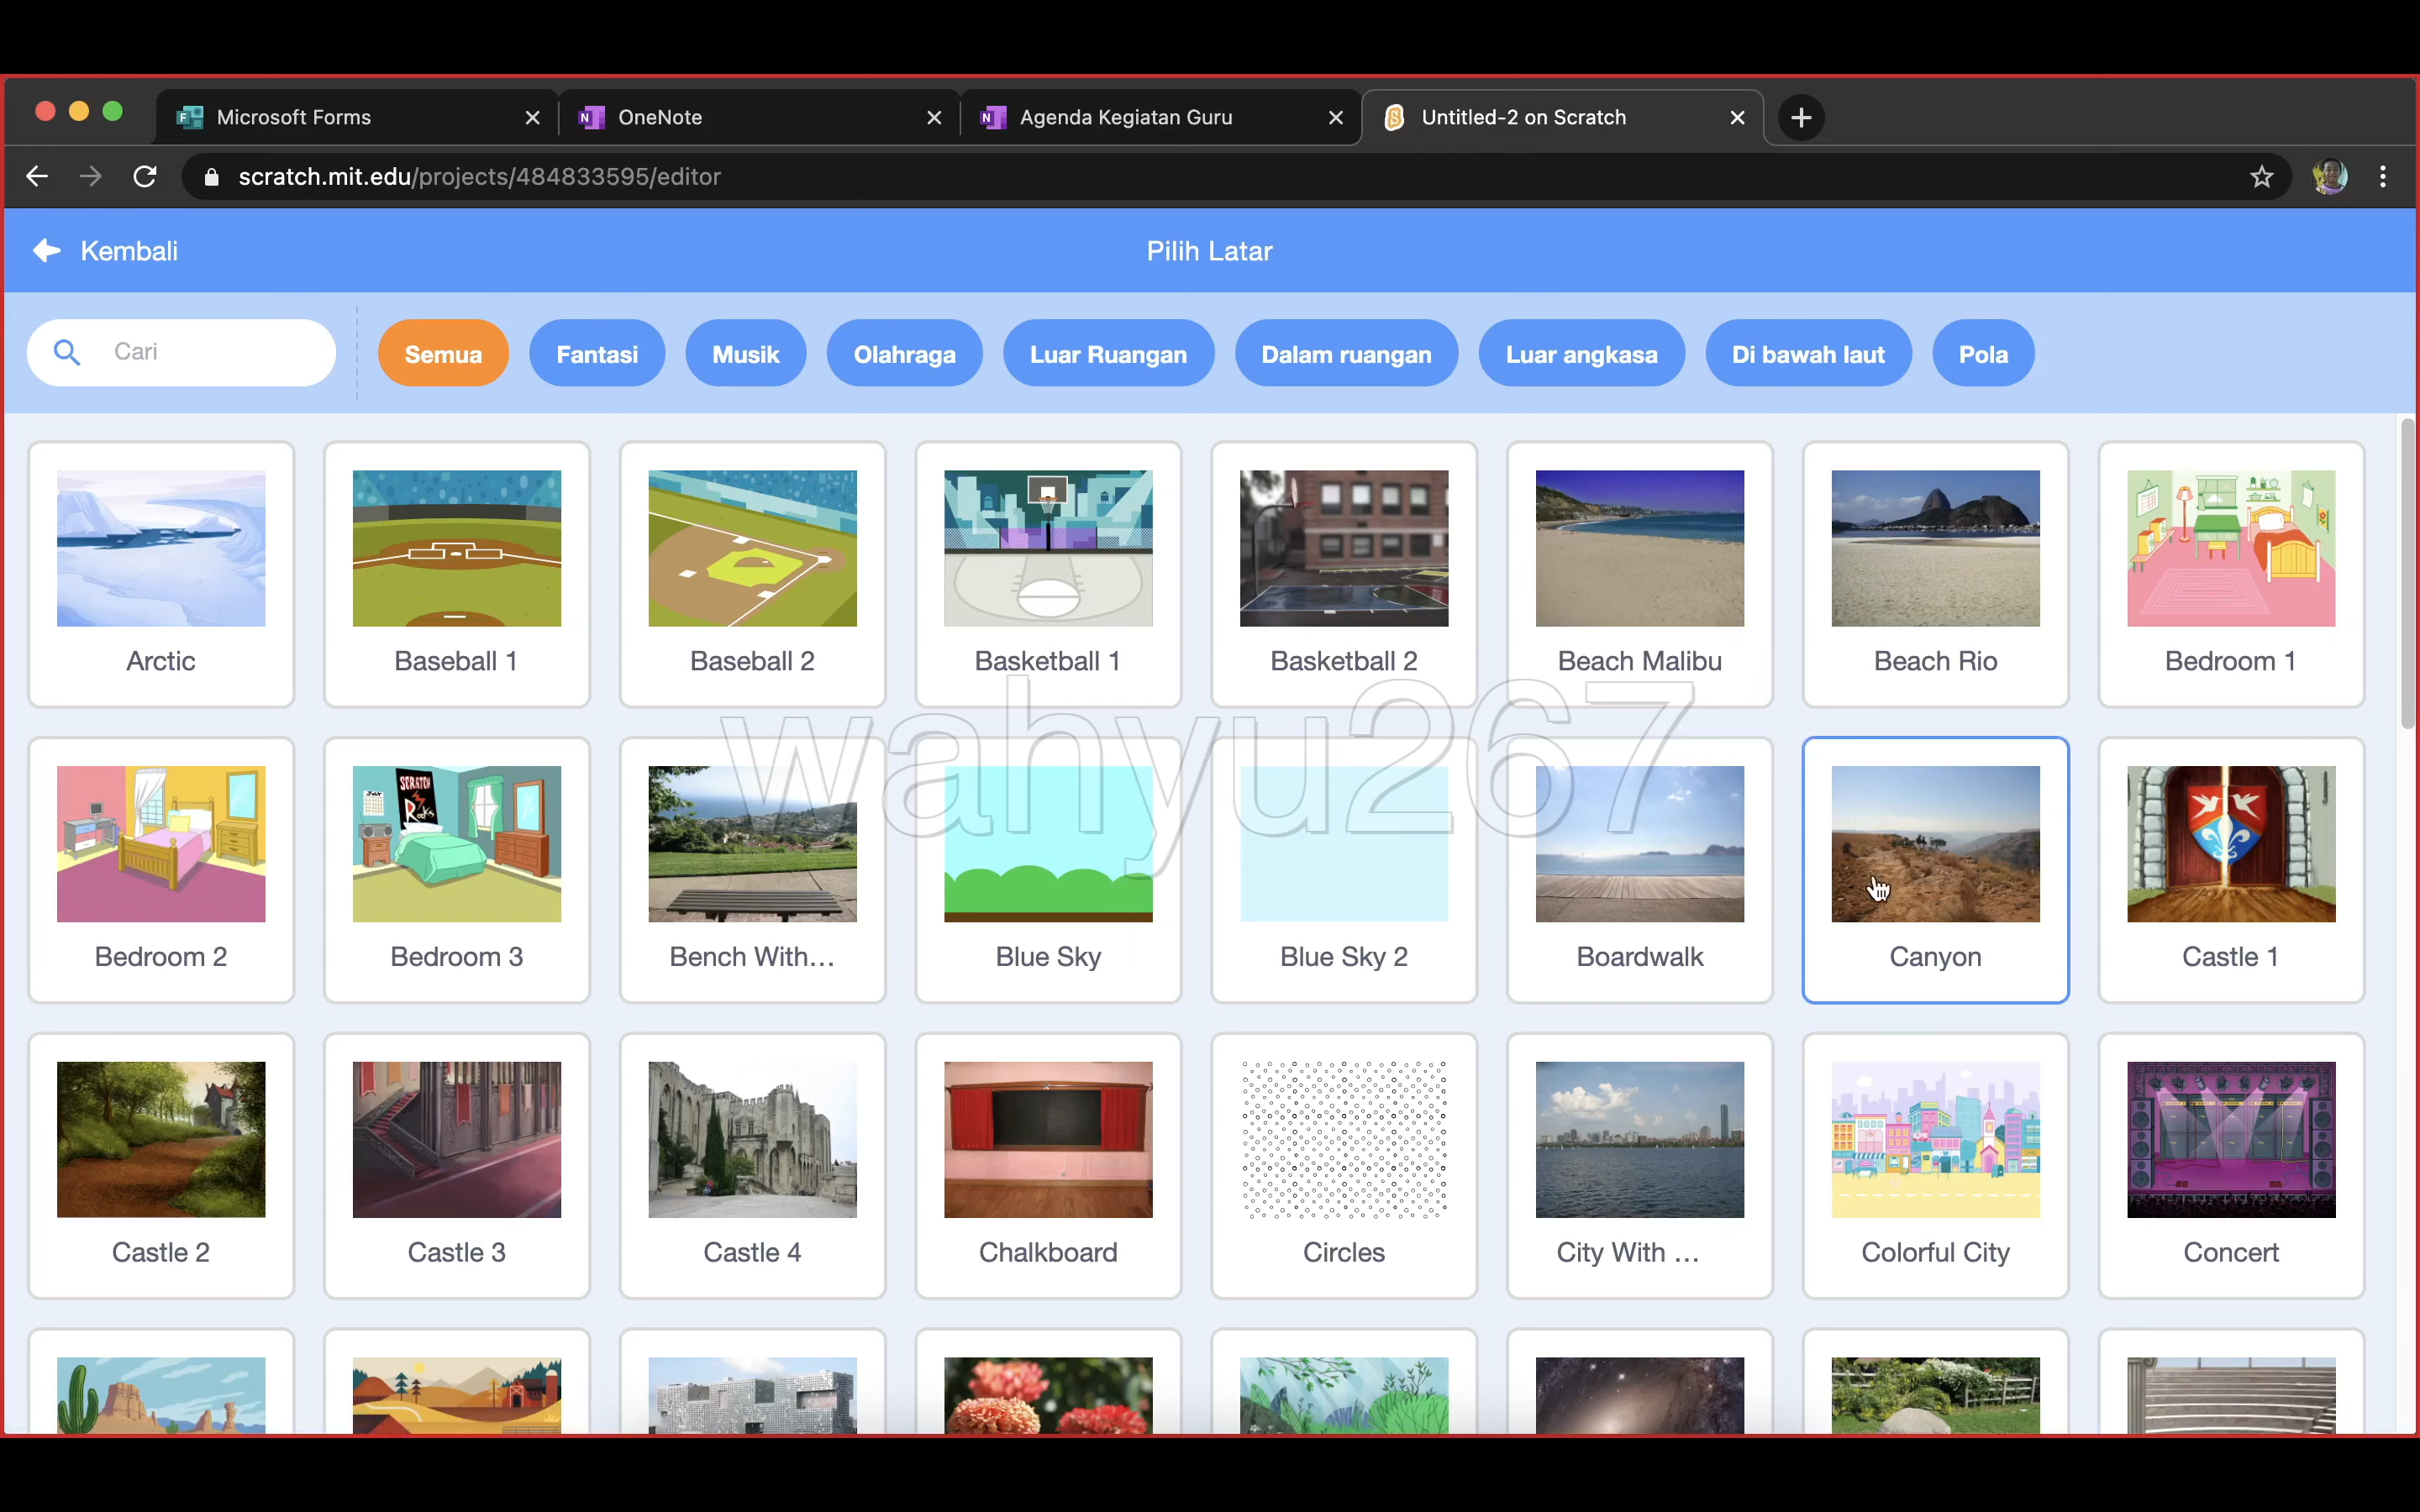 Microsoft Forms
OneNote
Agenda Kegiatan Guru
Untitled-2 on Scratch
scratch.mit.edu/projects/484833595/editor
Kembali
Pilih Latar
Cari
Semua
Fantasi
Musik
Olahraga
Luar Ruangan
Dalam ruangan
Luar angkasa
Di bawah laut
Pola
Arctic
Baseball 1
Baseball 2
Basketball 1
Basketball 2
Beach Malibu
Beach Rio
Bedroom 1
wahyu267
SCRATCH
Rocks
Bedroom 2
Bedroom 3
Bench With...
Blue Sky
Blue Sky 2
Boardwalk
Canyon
Castle 1
Castle 2
Castle 3
Castle 4
Chalkboard
Circles
City With ...
Colorful City
Concert